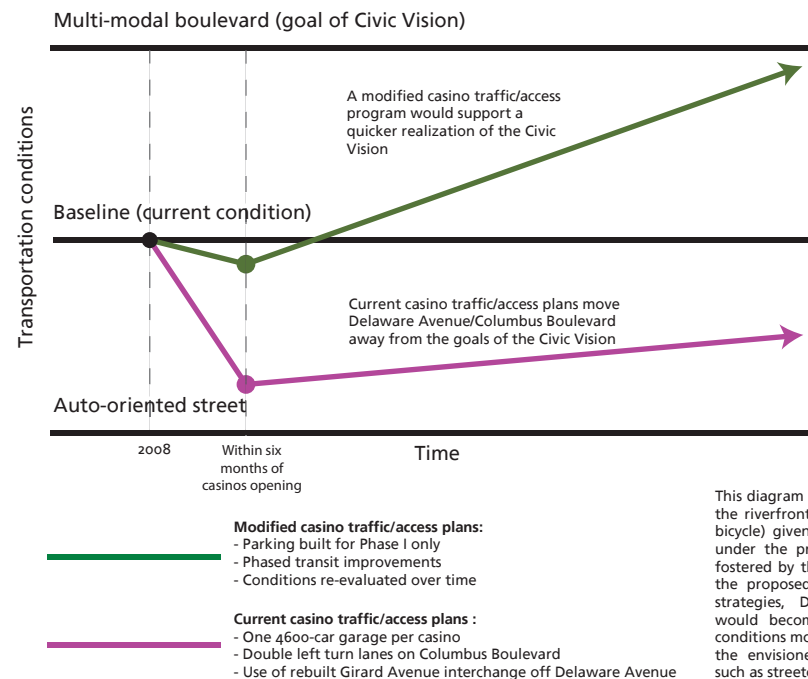 Multi-modal boulevard (goal of Civic Vision)
Transportation conditions
A modified casino traffic/access
program would support a
quicker realization of the Civic
Vision
Baseline (current condition)
Current casino traffic/access plans move
Delaware Avenue/Columbus Boulevard
away from the goals of the Civic Vision
Auto-oriented street
2008
Within six
months of
casinos opening
Time
Modified casino traffic/access plans:
- Parking built for Phase I only
- Phased transit improvements
- Conditions re-evaluated over time
Current casino traffic/access plans :
- One 4600-car garage per casino
- Double left turn lanes on Columbus Boulevard
- Use of rebuilt Girard Avenue interchange off Delaware Avenue
This diagram
the riverfront
bicycle) given
under the
fostered by
the proposed
strategies,
would
conditions
the
such as